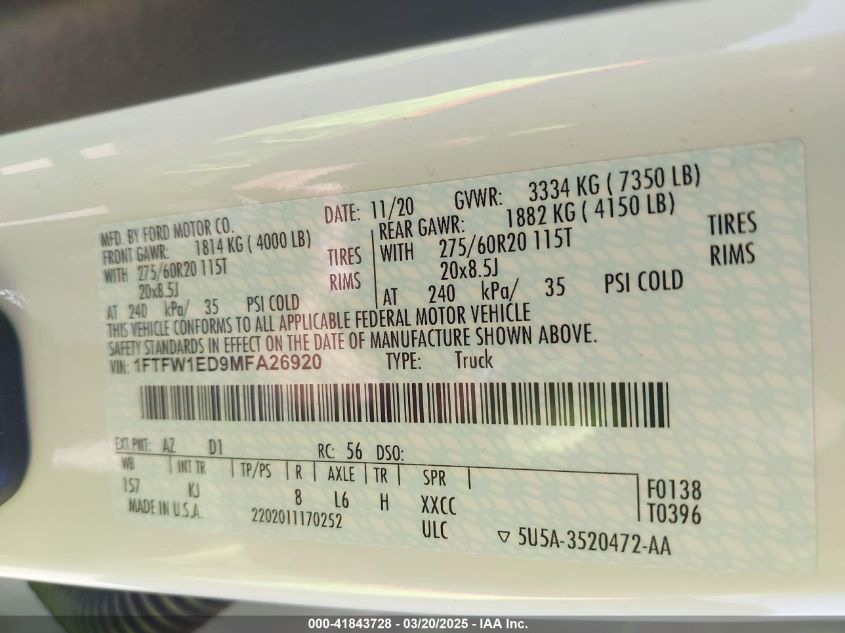 MFD. BY FORD MOTOR CO.
DATE: 11/20 GVWR: 3334 KG ( 7350 LB)
FRONT GAWR: 1814 KG ( 4000 LB)
WITH 275/60R20 115T TIRES
20x8.5J RIMS
AT 240 kPa/ 35 PSI COLD
REAR GAWR: 1882 KG ( 4150 LB)
WITH 275/60R20 115T TIRES
20x8.5J RIMS
AT 240 kPa/ 35 PSI COLD
THIS VEHICLE CONFORMS TO ALL APPLICABLE FEDERAL MOTOR VEHICLE
SAFETY STANDARDS IN EFFECT ON THE DATE OF MANUFACTURE SHOWN ABOVE.
VIN: 1FTFW1ED9MFA26920 TYPE: Truck
EXT PNT: AZ D1 RC: 56 DSO:
WB INT TR TP/PS R AXLE TR SPR
157 KJ 8 L6 H XXCC
F0138
T0396
MADE IN U.S.A. 2202011170252 ULC
5U5A-3520472-AA
000-41843728 - 03/20/2025 - IAA Inc.